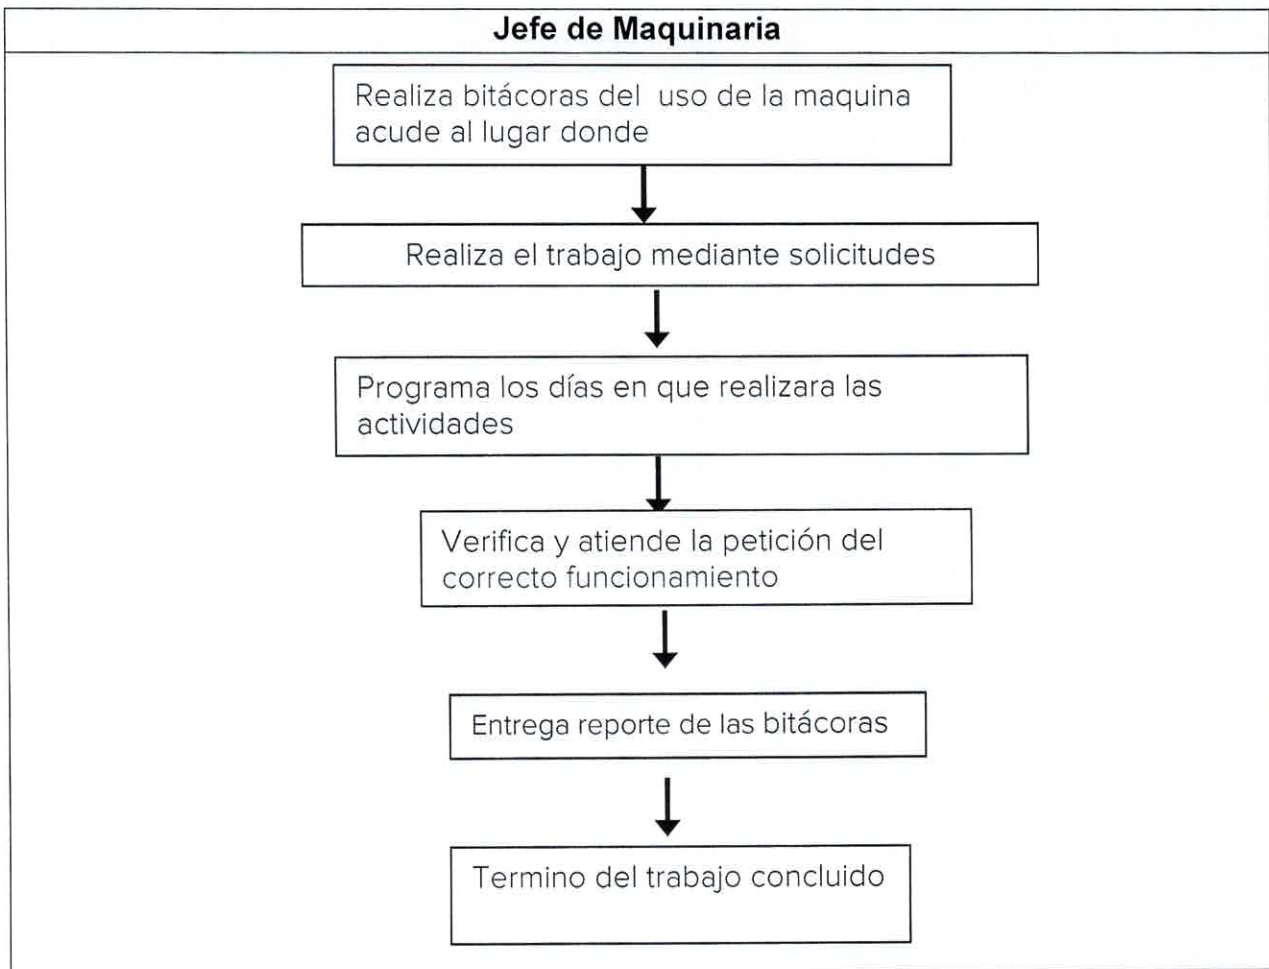 Jefe de Maquinaria
Realiza bitácoras del uso de la maquina
acude al lugar donde
Realiza el trabajo mediante solicitudes
Programa los días en que realizara las
actividades
Verifica y atiende la petición del
correcto funcionamiento
Entrega reporte de las bitácoras
Termino del trabajo concluido